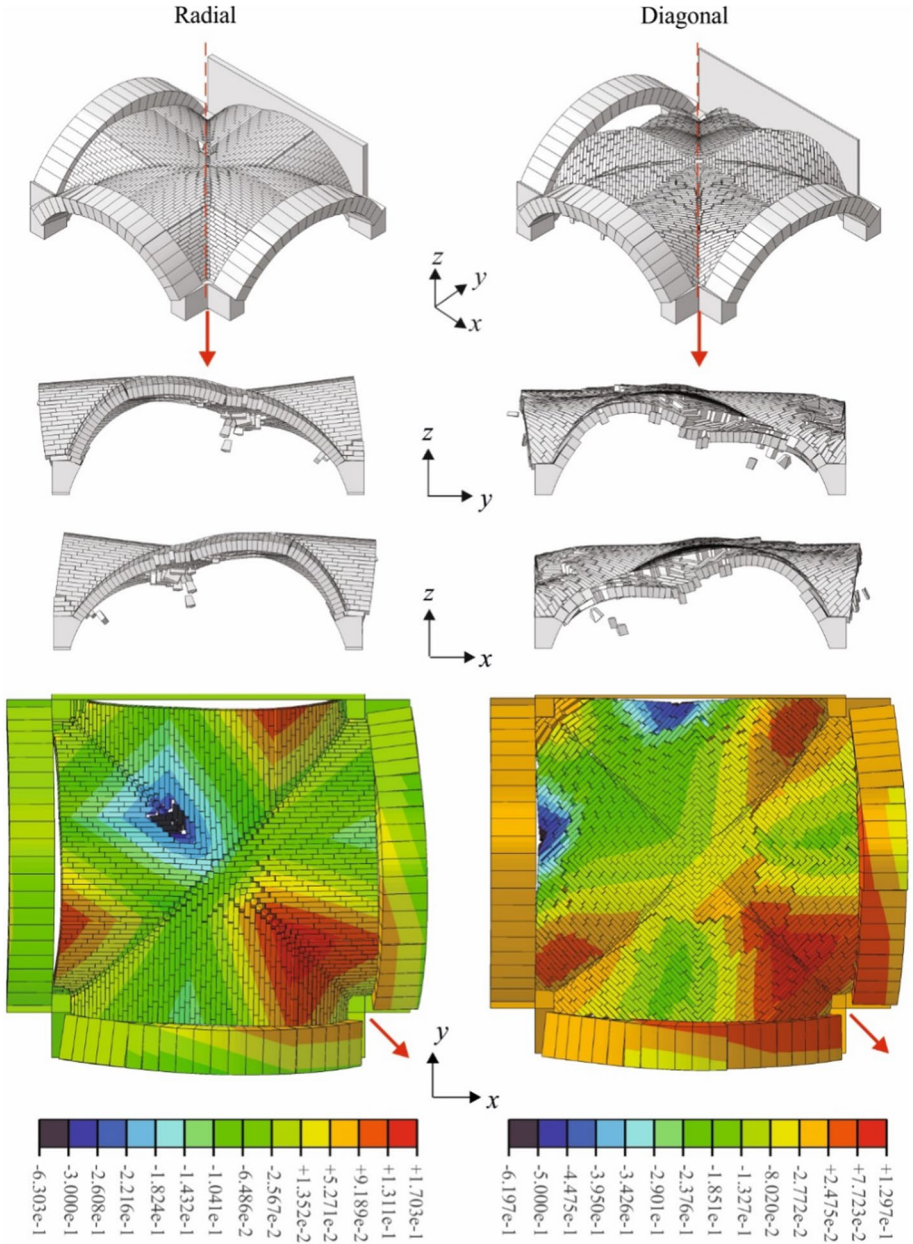 Radial
Diagonal
z
y
x
z
y
z
x
y
x
-6.303e-1
-3.000e-1
-2.608e-1
-2.216e-1
-1.824e-1
-1.432e-1
-1.041e-1
-6.486e-2
-2.567e-2
+1.352e-2
+5.271e-2
+9.189e-2
+1.311e-1
+1.703e-1
-6.197e-1
-5.000e-1
-4.475e-1
-3.950e-1
-3.426e-1
-2.901e-1
-2.376e-1
-1.851e-1
-1.327e-1
-8.020e-2
-2.772e-2
+2.475e-2
+7.723e-2
+1.297e-1